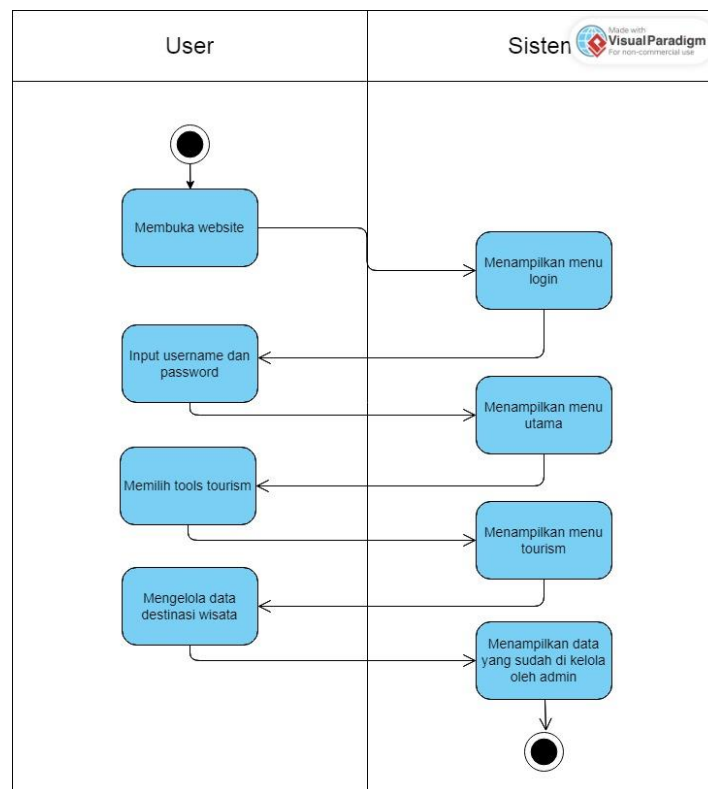 User
Sistem
Made with
Visual Paradigm
For non-commercial use
Membuka website
Menampilkan menu
login
Input username dan
password
Menampilkan menu
utama
Memilih tools tourism
Menampilkan menu
tourism
Mengelola data
destinasi wisata
Menampilkan data
yang sudah di kelola
oleh admin